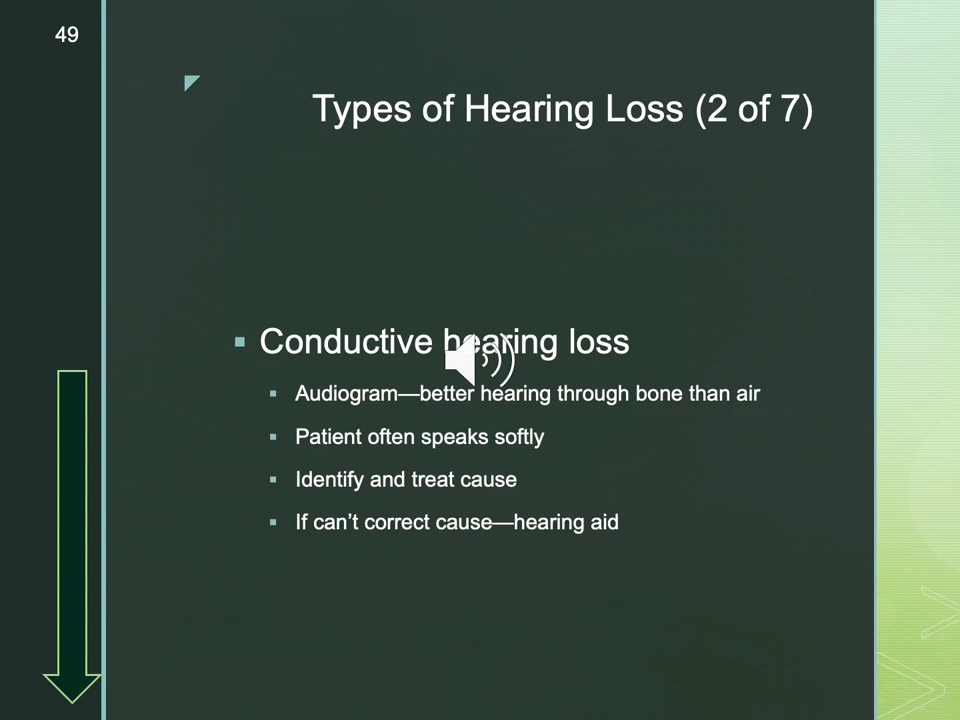 49
Types of Hearing Loss (2 of 7)
▪ Conductive hearing loss
▪ Audiogram—better hearing through bone than air
▪ Patient often speaks softly
▪ Identify and treat cause
▪ If can’t correct cause—hearing aid